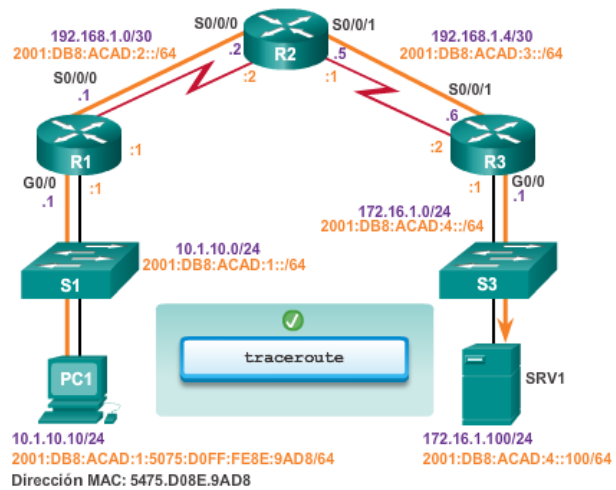 S0/0/0
S0/0/1
192.168.1.0/30
192.168.1.4/30
2001:DB8:ACAD:2::/64
.2
R2
.5
2001:DB8:ACAD:3::/64
S0/0/0
:2
:1
S0/0/1
.1
.6
R1
:1
:2
R3
G0/0
:1
:1
G0/0
.1
.1
172.16.1.0/24
2001:DB8:ACAD:4::/64
10.1.10.0/24
2001:DB8:ACAD:1::/64
S1
S3
traceroute
PC1
SRV1
10.1.10.10/24
172.16.1.100/24
2001:DB8:ACAD:1:5075:D0FF:FE8E:9AD8/64
2001:DB8:ACAD:4::100/64
Dirección MAC: 5475.D08E.9AD8